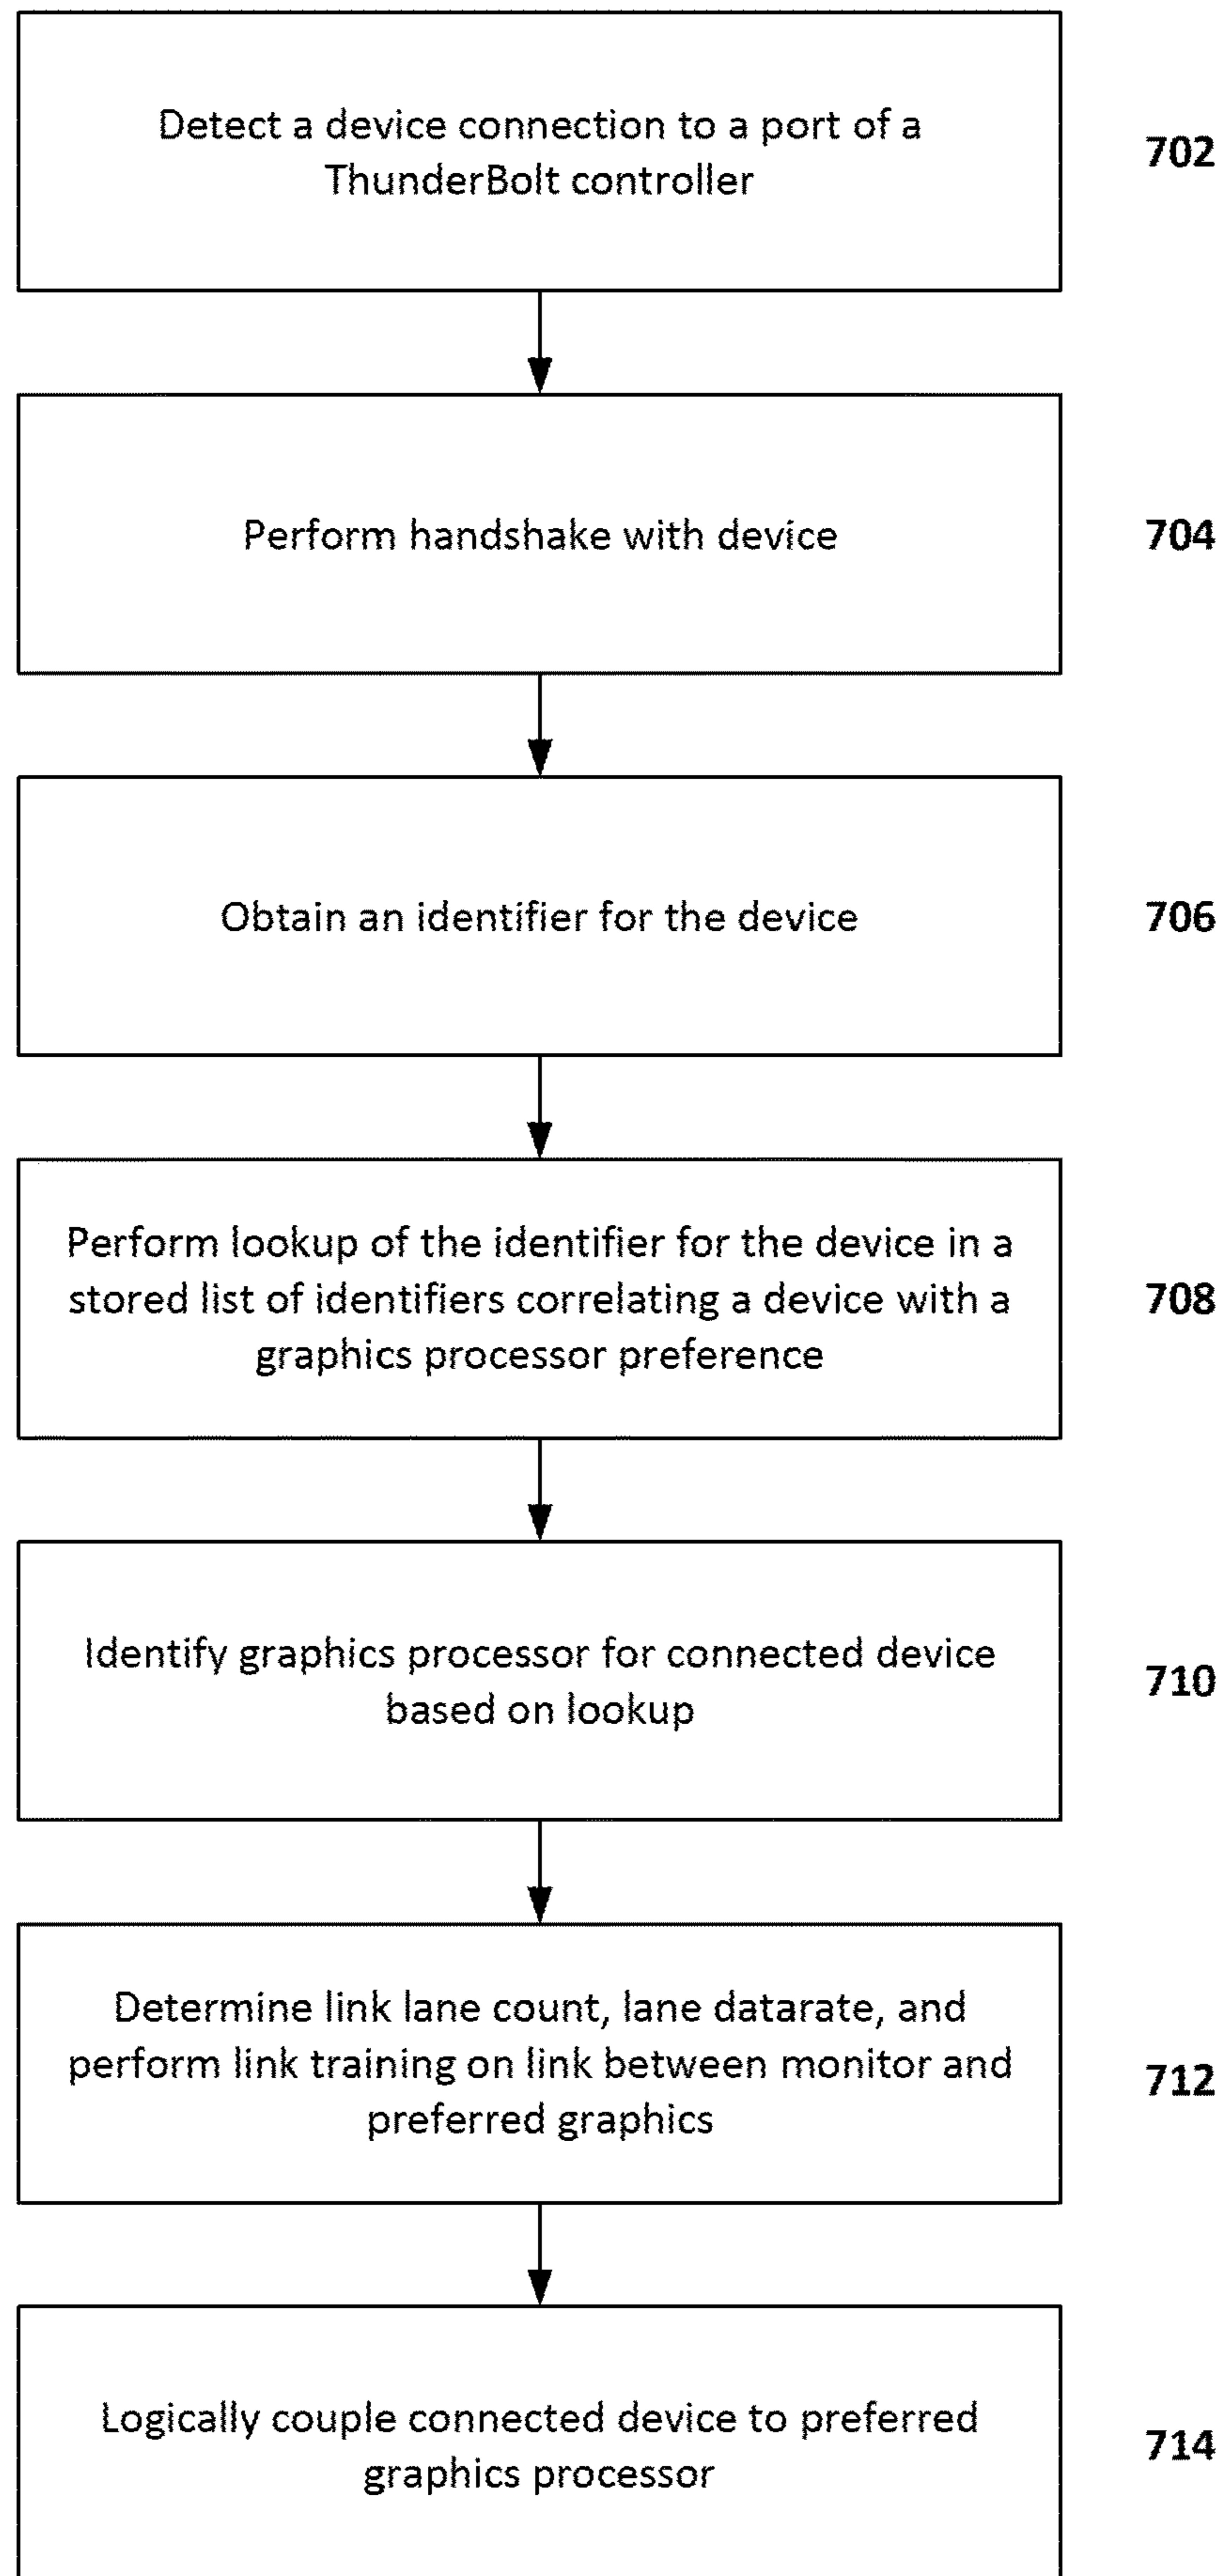 Detect a device connection to a port of a
ThunderBolt controller
702
Perform handshake with device
704
Obtain an identifier for the device
706
Perform lookup of the identifier for the device in a
stored list of identifiers correlating a device with a
graphics processor preference
708
Identify graphics processor for connected device
based on lookup
710
Determine link lane count, lane datarate, and
perform link training on link between monitor and
preferred graphics
712
Logically couple connected device to preferred
graphics processor
714